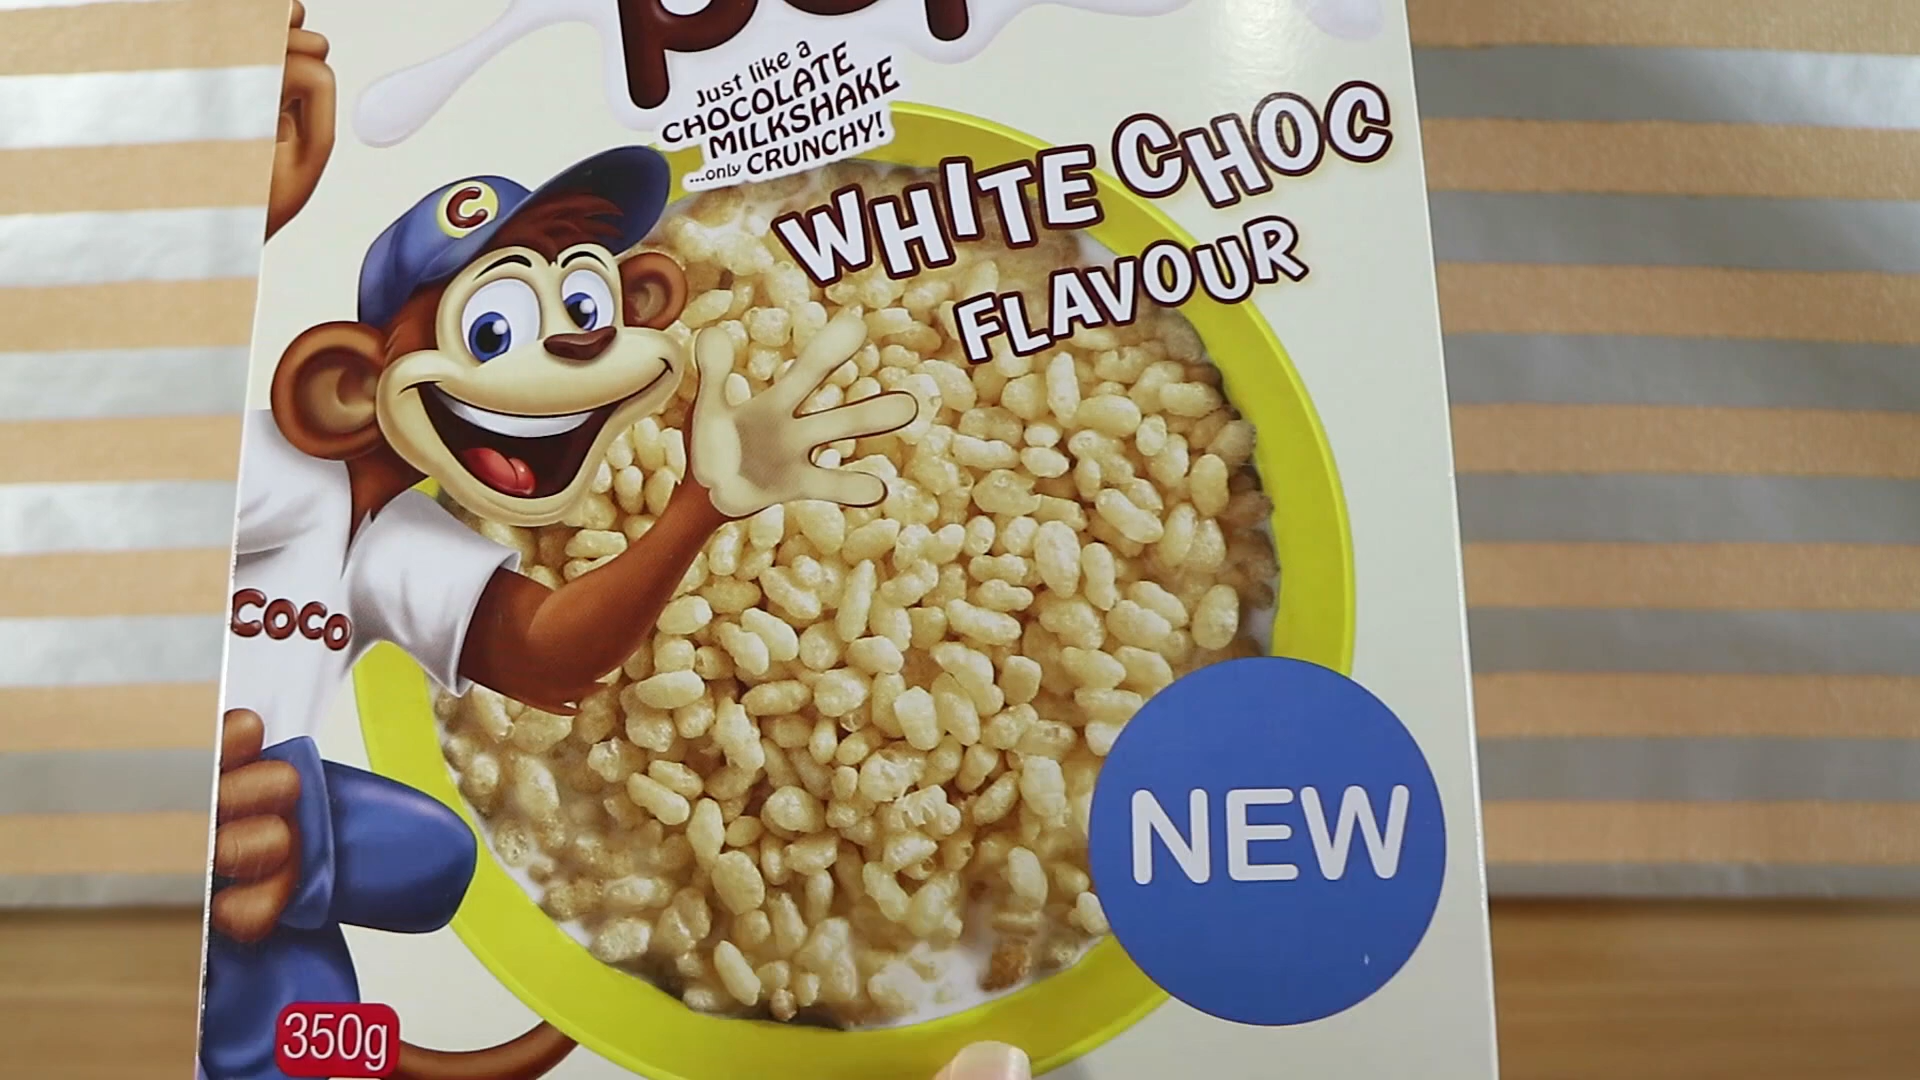 Just like a
CHOCOLATE
MILKSHAKE
...only CRUNCHY!
C
WHITE CHOC
FLAVOUR
COCO
NEW
350g